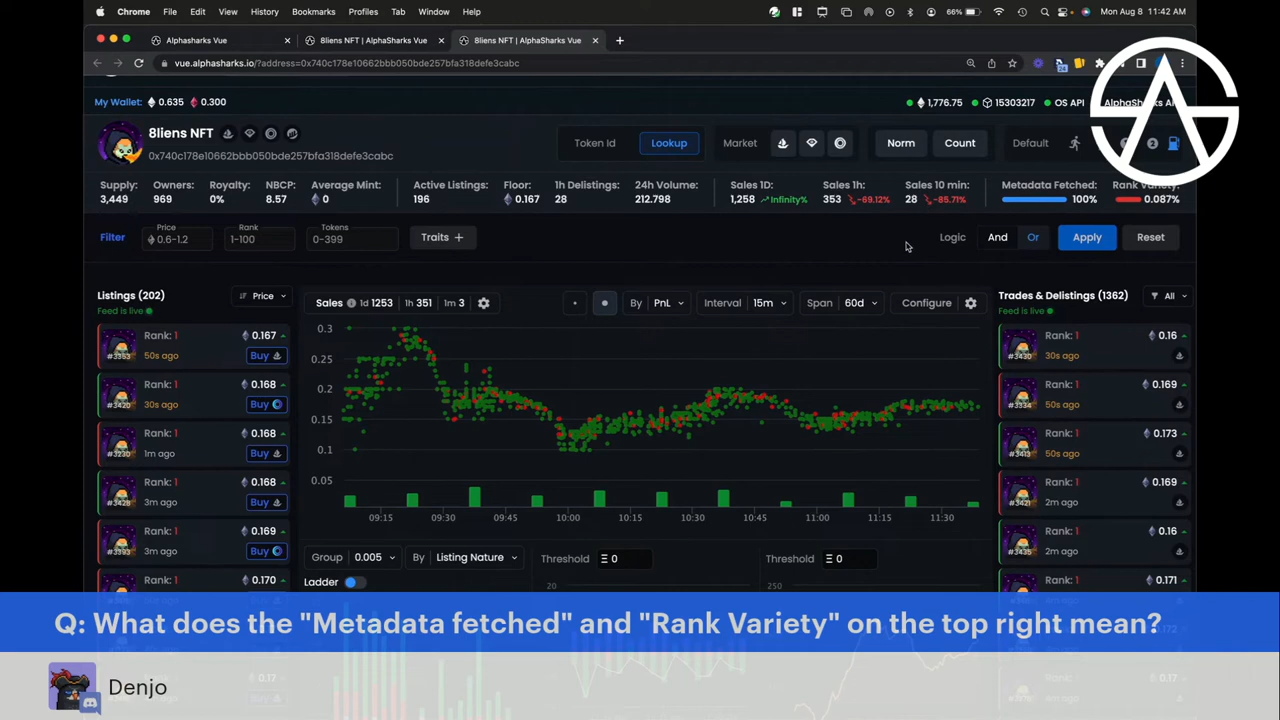 Chrome File Edit View History Bookmarks Profiles Tab Window Help 66% Mon Aug 8 11:42 AM
Alphasharks Vue 8liens NFT | AlphaSharks Vue 8liens NFT | AlphaSharks Vue
vue.alphasharks.io/?address=0x740c178e10662bbb050bde257bfa318defe3cabc
My Wallet: 0.635 0.300 1,776.75 15303217 OS API AlphaSharks
8liens NFT
0x740c178e10662bbb050bde257bfa318defe3cabc
Token Id Lookup Market Norm Count Default 2
Supply: Owners: Royalty: NBCP: Average Mint: Active Listings: Floor: 1h Delistings: 24h Volume: Sales 1D: Sales 1h: Sales 10 min: Metadata Fetched: Rank Variety:
3,449 969 0% 8.57 0 196 0.167 28 212.798 1,258 Infinity% 353 -69.12% 28 -85.71% 100% 0.087%
Filter Price 0.6-1.2 Rank 1-100 Tokens 0-399 Traits + Logic And Or Apply Reset
Listings (202) Price
Feed is live
Sales 1d 1253 1h 351 1m 3 By PnL Interval 15m Span 60d Configure
Trades & Delistings (1362) All
Feed is live
#3353 Rank: 1 0.167
50s ago Buy
#3420 Rank: 1 0.168
30s ago Buy
#3230 Rank: 1 0.168
1m ago Buy
#3428 Rank: 1 0.168
3m ago Buy
#3393 Rank: 1 0.169
3m ago Buy
Rank: 1 0.170
0.3
0.25
0.2
0.15
0.1
0.05
09:15 09:30 09:45 10:00 10:15 10:30 10:45 11:00 11:15 11:30
#3430 Rank: 1 0.16
30s ago
#3334 Rank: 1 0.169
50s ago
#3413 Rank: 1 0.173
50s ago
#3421 Rank: 1 0.169
2m ago
#3435 Rank: 1 0.16
2m ago
Rank: 1 0.171
Group 0.005 By Listing Nature Threshold Ξ 0 Threshold Ξ 0
Ladder 20 250
Q: What does the "Metadata fetched" and "Rank Variety" on the top right mean?
Denjo